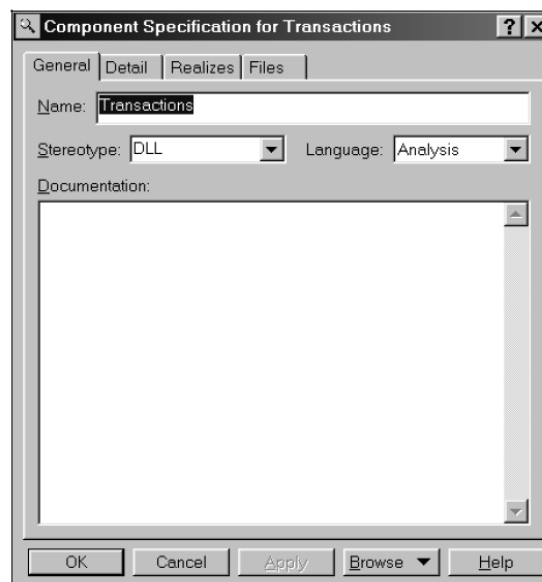 Component Specification for Transactions ? ×
General Detail Realizes Files
Name: Transactions
Stereotype: DLL Language: Analysis
Documentation:
OK Cancel Apply Browse Help